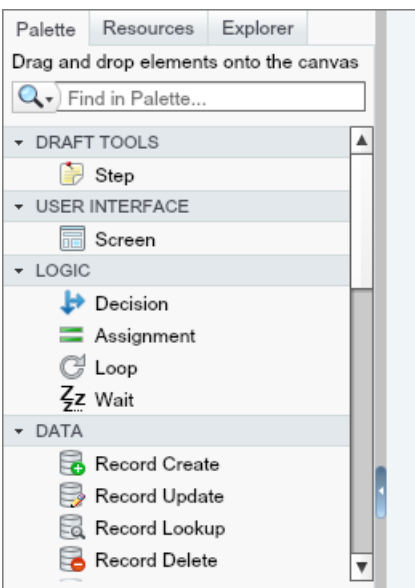 Palette Resources Explorer
Drag and drop elements onto the canvas
Find in Palette...
DRAFT TOOLS
Step
USER INTERFACE
Screen
LOGIC
Decision
Assignment
Loop
Wait
DATA
Record Create
Record Update
Record Lookup
Record Delete